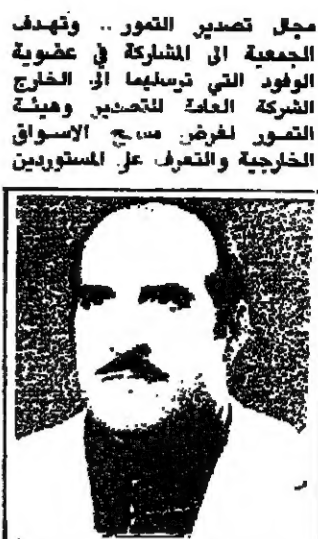 مجال تصدير التمور .. وتهدف
الجمعية الى المشاركة في عضوية
الوفود التي ترسلها الى الخارج
الشركة العامة للتصدير وهيئة
التمور لغرض مسح الاسواق
الخارجية والتعرف على المستوردين